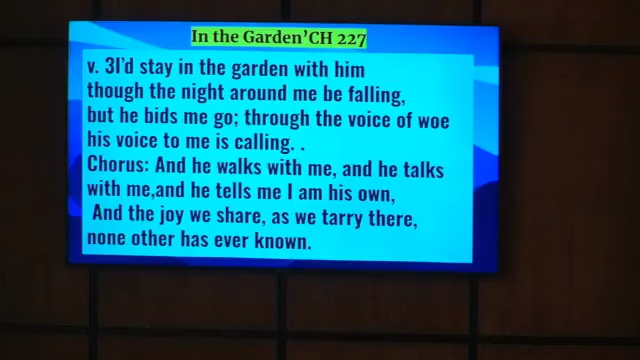 In the Garden'CH 227
v. 3I'd stay in the garden with him
though the night around me be falling,
but he bids me go; through the voice of woe
his voice to me is calling. .
Chorus: And he walks with me, and he talks
with me,and he tells me I am his own,
And the joy we share, as we tarry there,
none other has ever known.